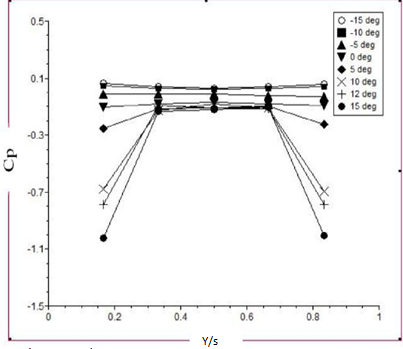 0.5
0.1
-0.3
-0.7
-1.1
-1.5
Cp
-15 deg
-10 deg
-5 deg
0 deg
5 deg
10 deg
12 deg
15 deg
0 0.2 0.4 0.6 0.8 1
Y/s